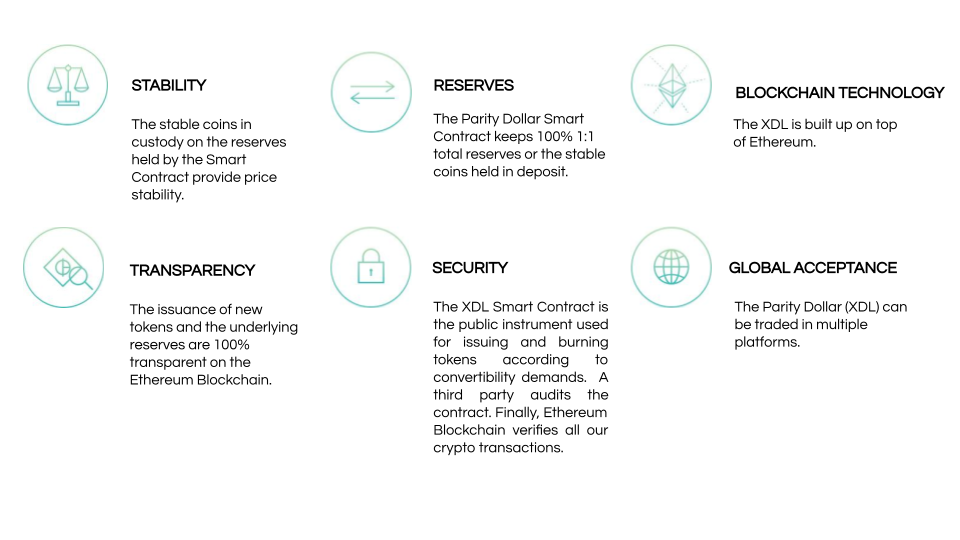 STABILITY
The stable coins in
custody on the reserves
held by the Smart
Contract provide price
stability.
RESERVES
The Parity Dollar Smart
Contract keeps 100% 1:1
total reserves or the stable
coins held in deposit.
BLOCKCHAIN TECHNOLOGY
The XDL is built up on top
of Ethereum.
TRANSPARENCY
The issuance of new
tokens and the underlying
reserves are 100%
transparent on the
Ethereum Blockchain.
SECURITY
The XDL Smart Contract is
the public instrument used
for issuing and burning
tokens according to
convertibility demands. A
third party audits the
contract. Finally, Ethereum
Blockchain verifies all our
crypto transactions.
GLOBAL ACCEPTANCE
The Parity Dollar (XDL) can
be traded in multiple
platforms.